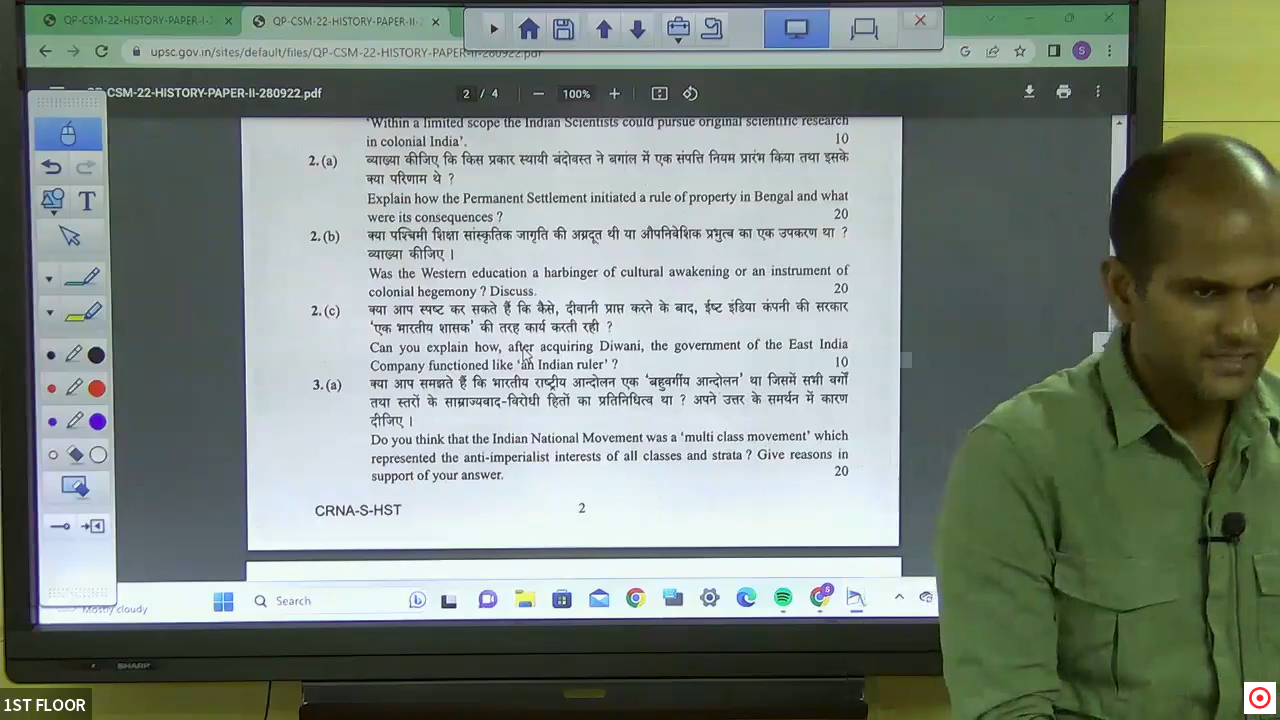 QP-CSM-22-HISTORY-PAPER-I-2
QP-CSM-22-HISTORY-PAPER-II-2
upsc.gov.in/sites/default/files/QP-CSM-22-HISTORY-PAPER-II-280922.pdf
G
S
QP-CSM-22-HISTORY-PAPER-II-280922.pdf
2 / 4
100%
'Within a limited scope the Indian Scientists could pursue original scientific research
in colonial India'. 10
2.(a) व्याख्या कीजिए कि किस प्रकार स्थायी बंदोवस्त ने बगांल में एक संपत्ति नियम प्रारंभ किया तथा इसके
क्या परिणाम थे ?
Explain how the Permanent Settlement initiated a rule of property in Bengal and what
were its consequences ? 20
2.(b) क्या पश्चिमी शिक्षा सांस्कृतिक जागृति की अग्रदूत थी या औपनिवेशिक प्रभुत्व का एक उपकरण था ?
व्याख्या कीजिए ।
Was the Western education a harbinger of cultural awakening or an instrument of
colonial hegemony ? Discuss. 20
2.(c) क्या आप स्पष्ट कर सकते हैं कि कैसे, दीवानी प्राप्त करने के बाद, ईष्ट इंडिया कंपनी की सरकार
'एक भारतीय शासक' की तरह कार्य करती रही ?
Can you explain how, after acquiring Diwani, the government of the East India
Company functioned like 'an Indian ruler' ? 10
3.(a) क्या आप समझते हैं कि भारतीय राष्ट्रीय आन्दोलन एक 'बहुवर्गीय आन्दोलन' था जिसमें सभी वर्गों
तथा स्तरों के साम्राज्यवाद-विरोधी हितों का प्रतिनिधित्व था ? अपने उत्तर के समर्थन में कारण
दीजिए ।
Do you think that the Indian National Movement was a 'multi class movement' which
represented the anti-imperialist interests of all classes and strata ? Give reasons in
support of your answer. 20
CRNA-S-HST 2
T
Mostly cloudy
Search
SHARP
1ST FLOOR